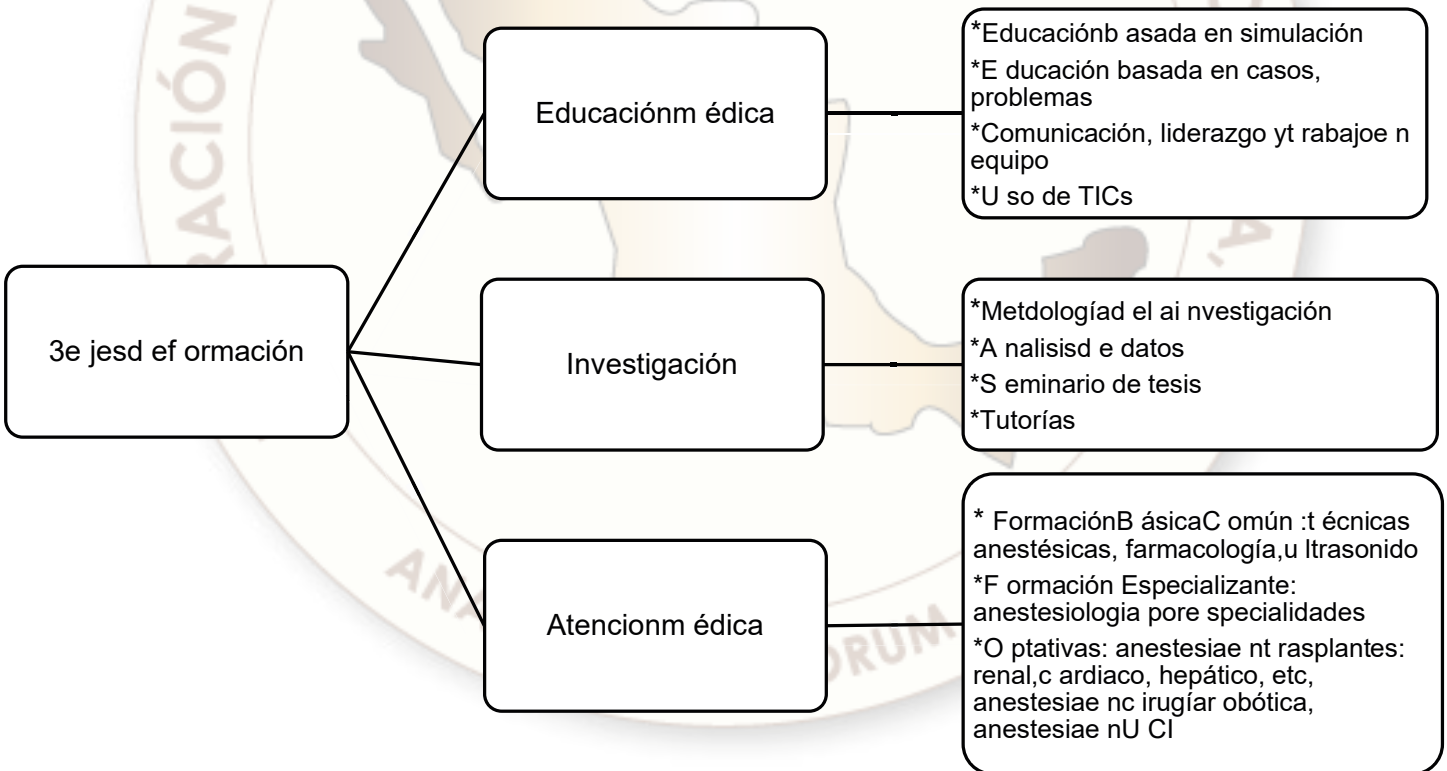 3e jesd ef ormación
Educaciónm édica
*Educaciónb asada en simulación
*E ducación basada en casos,
problemas
*Comunicación, liderazgo yt rabajoe n
equipo
*U so de TICs
Investigación
*Metdologíad el ai nvestigación
*A nalisisd e datos
*S eminario de tesis
*Tutorías
Atencionm édica
* FormaciónB ásicaC omún :t écnicas
anestésicas, farmacología,u ltrasonido
*F ormación Especializante:
anestesiologia pore specialidades
*O ptativas: anestesiae nt rasplantes:
renal,c ardiaco, hepático, etc,
anestesiae nc irugíar obótica,
anestesiae nU CI